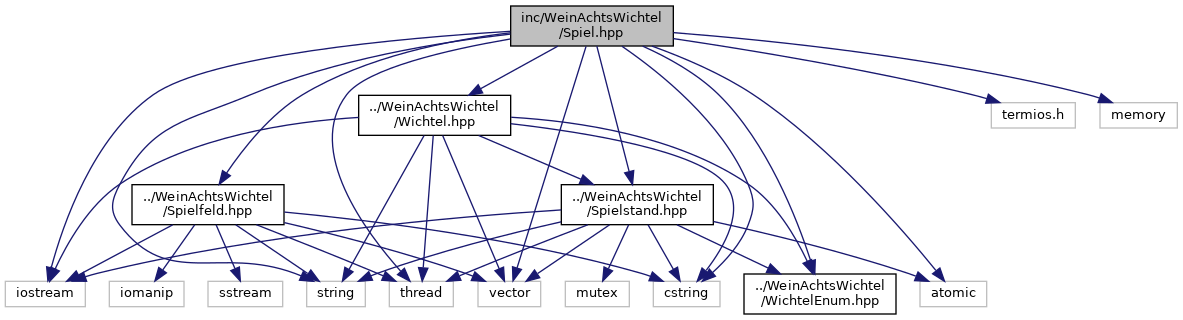 inc/WeinAchtsWichtel
/Spiel.hpp
../WeinAchtsWichtel
/Wichtel.hpp
termios.h
memory
../WeinAchtsWichtel
/Spielfeld.hpp
../WeinAchtsWichtel
/Spielstand.hpp
iostream
iomanip
sstream
string
thread
vector
mutex
cstring
../WeinAchtsWichtel
/WichtelEnum.hpp
atomic